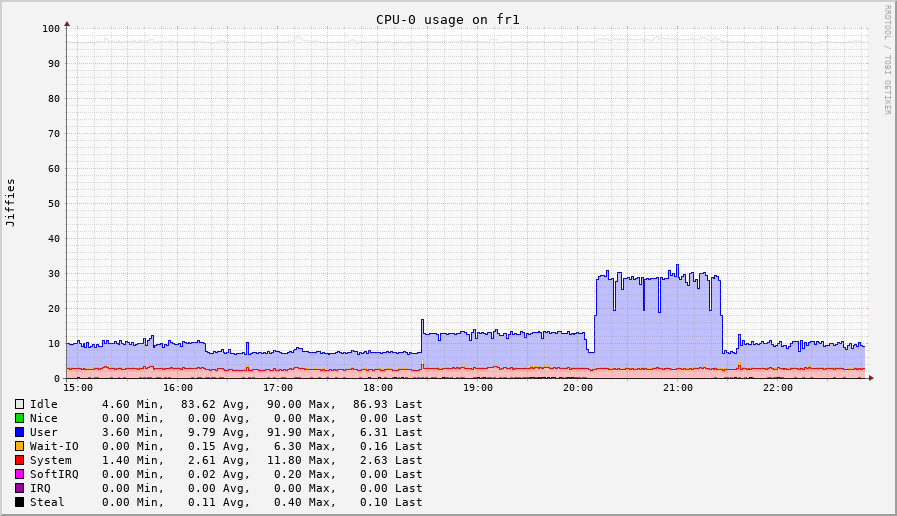 CPU-0 usage on fr1
RRDTOOL / TOBI OETIKER
Jiffies
100
90
80
70
60
50
40
30
20
10
0
15:00 16:00 17:00 18:00 19:00 20:00 21:00 22:00
Idle 4.60 Min, 83.62 Avg, 90.00 Max, 86.93 Last
Nice 0.00 Min, 0.00 Avg, 0.00 Max, 0.00 Last
User 3.60 Min, 9.79 Avg, 91.90 Max, 6.31 Last
Wait-IO 0.00 Min, 0.15 Avg, 6.30 Max, 0.16 Last
System 1.40 Min, 2.61 Avg, 11.80 Max, 2.63 Last
SoftIRQ 0.00 Min, 0.02 Avg, 0.20 Max, 0.00 Last
IRQ 0.00 Min, 0.00 Avg, 0.00 Max, 0.00 Last
Steal 0.00 Min, 0.11 Avg, 0.40 Max, 0.10 Last